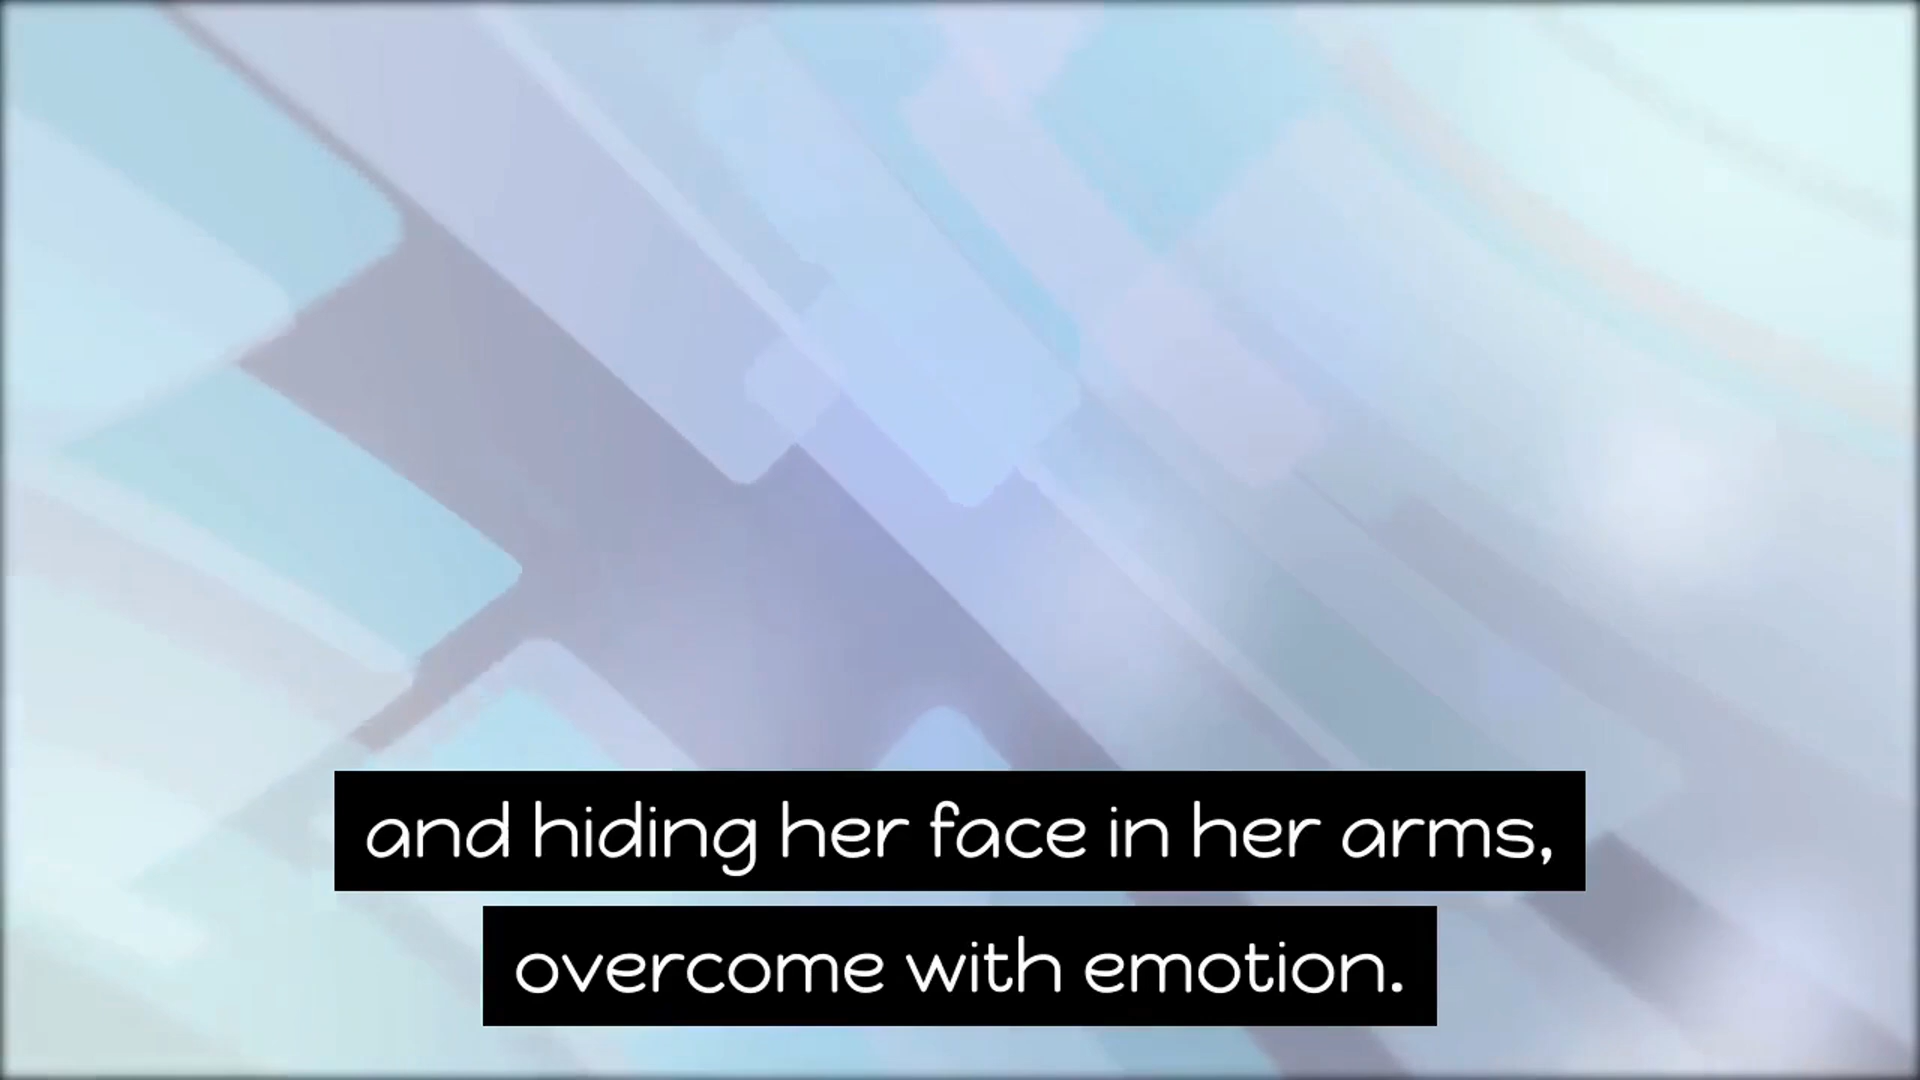 and hiding her face in her arms,
overcome with emotion.